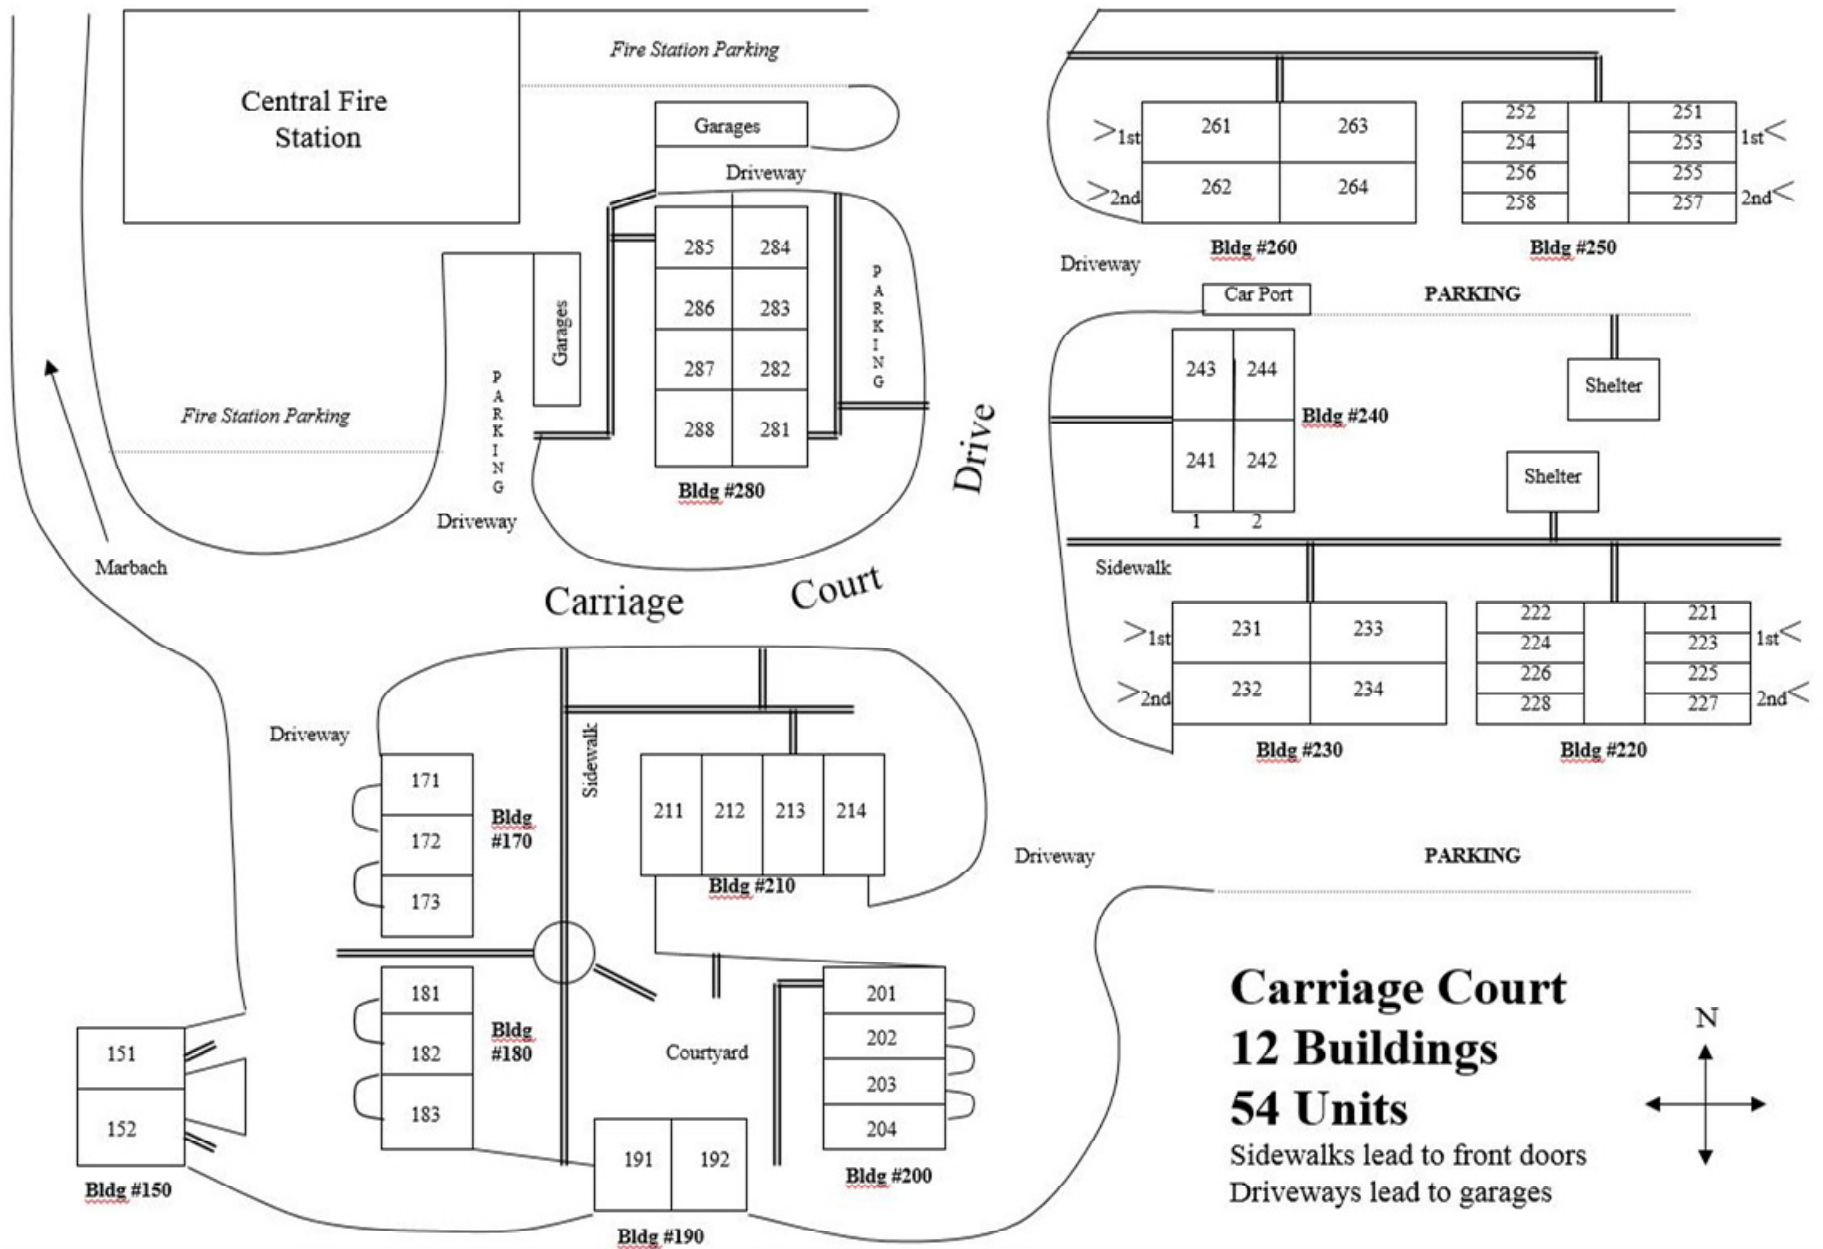 Fire Station Parking
Central Fire
Station
Garages
Driveway
285 284
286 283
287 282
288 281
Bldg #280
Garages
PARKING
PARKING
Fire Station Parking
Driveway
Marbach
Carriage Court Drive
261 263
262 264
>1st
>2nd
Bldg #260
252 251
254 253
256 255
258 257
1st<
2nd<
Bldg #250
Driveway
Car Port
PARKING
243 244
241 242
1 2
Bldg #240
Shelter
Shelter
Sidewalk
231 233
232 234
>1st
>2nd
Bldg #230
222 221
224 223
226 225
228 227
1st<
2nd<
Bldg #220
Driveway
171
172
173
Bldg
#170
Sidewalk
211 212 213 214
Bldg #210
Driveway
PARKING
181
182
183
Bldg
#180
Courtyard
201
202
203
204
Bldg #200
151
152
Bldg #150
191 192
Bldg #190
Carriage Court
12 Buildings
54 Units
Sidewalks lead to front doors
Driveways lead to garages
N